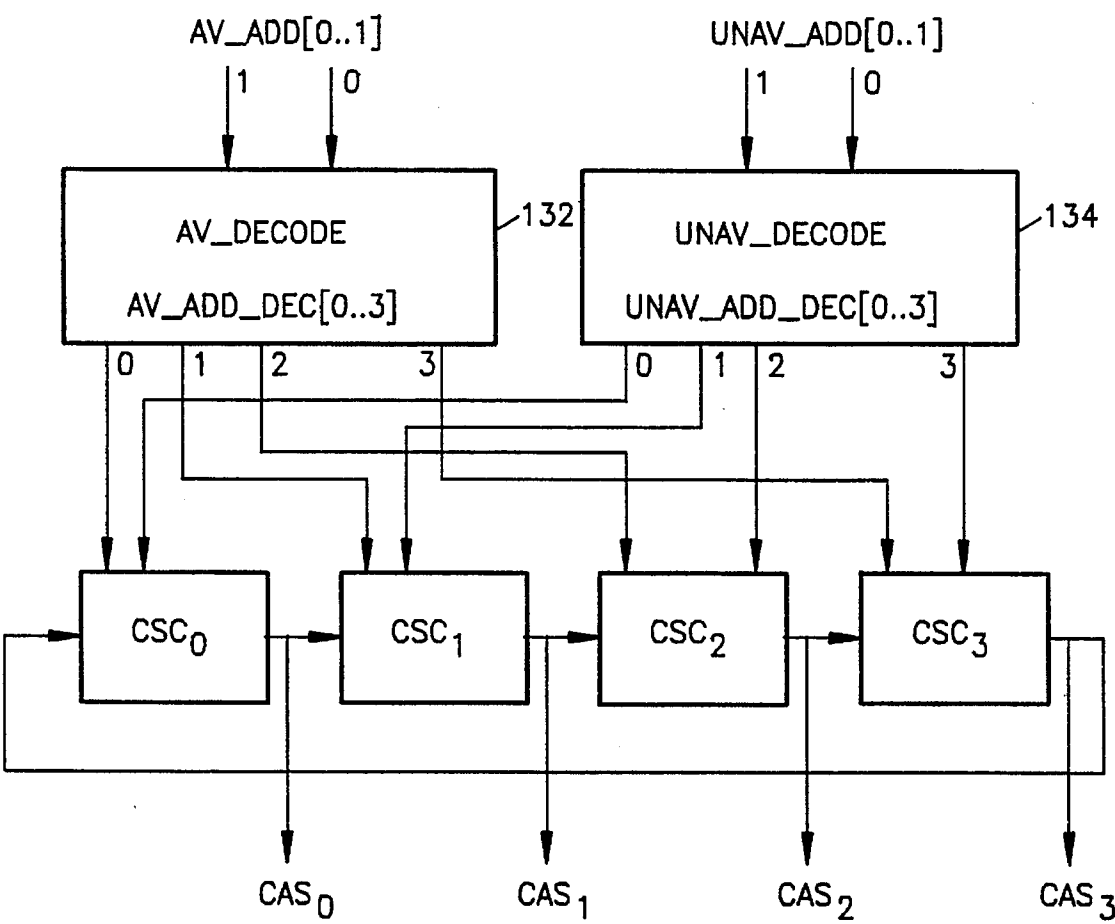 AV_ADD[0..1] UNAV_ADD[0..1]
1 0 1 0
AV_DECODE 132 UNAV_DECODE 134
AV_ADD_DEC[0..3] UNAV_ADD_DEC[0..3]
0 1 2 3 0 1 2 3
CSC0 CSC1 CSC2 CSC3
CAS0 CAS1 CAS2 CAS3